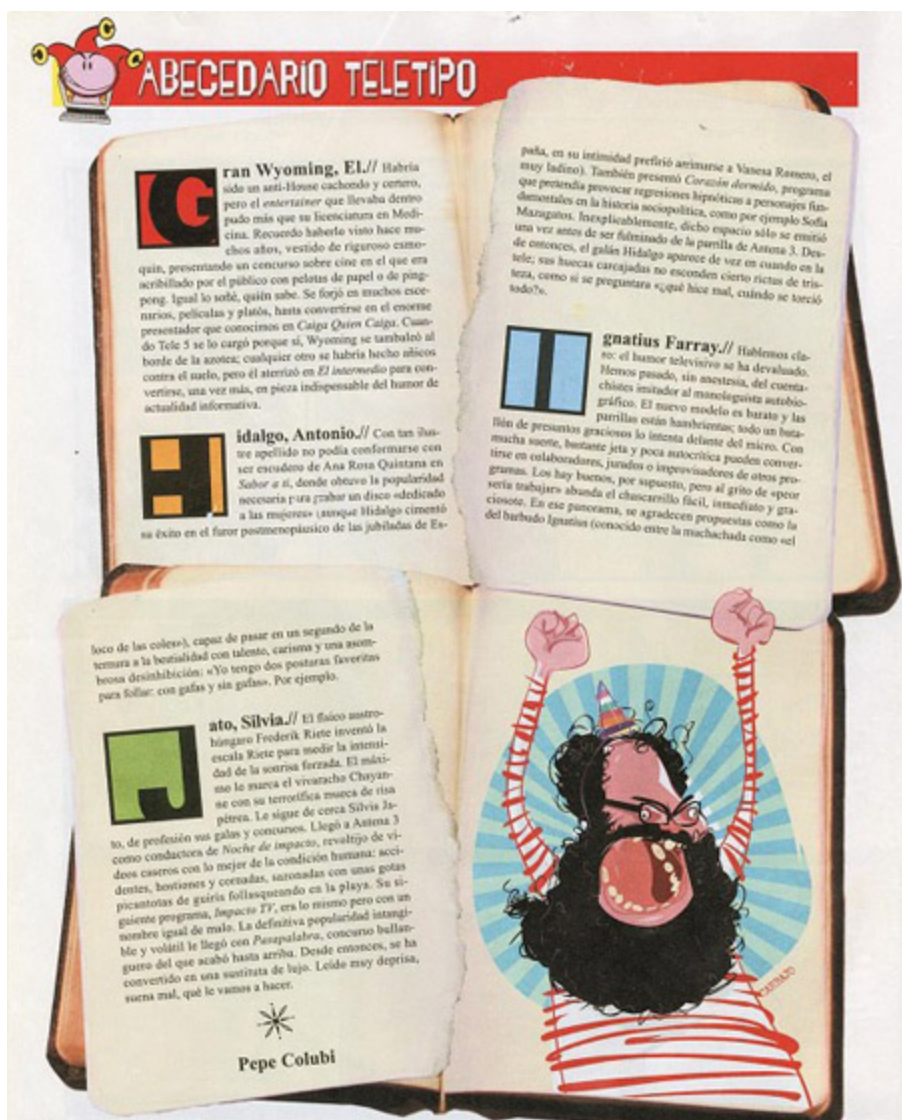 ABECEDARIO TELETIPO
Gran Wyoming, El.// Habría
sido un anti-House cachondo y certero,
pero el entertainer que llevaba dentro
pudo más que su licenciatura en Medi-
cina. Recuerdo haberlo visto hace mu-
chos años, vestido de riguroso esmo-
quin, presentando un concurso sobre cine en el que era
acribillado por el público con pelotas de papel o de ping-
pong. Igual lo soñé, quién sabe. Se forjó en muchos esce-
narios, películas y platós, hasta convertirse en el enorme
presentador que conocimos en Caiga Quien Caiga. Cuan-
do Tele 5 se lo cargó porque sí, Wyoming se tambaleó al
borde de la azotea; cualquier otro se habría hecho añicos
contra el suelo, pero él aterrizó en El intermedio para con-
vertirse, una vez más, en pieza indispensable del humor de
actualidad informativa.
Hidalgo, Antonio.// Con tan ilus-
tre apellido no podía conformarse con
ser escudero de Ana Rosa Quintana en
Sabor a ti, donde obtuvo la popularidad
necesaria para grabar un disco «dedicado
a las mujeres» (aunque Hidalgo cimentó
su éxito en el furor postmenopáusico de las jubiladas de Es-
paña, en su intimidad prefirió arrimarse a Vanesa Romero, el
muy ladino). También presentó Corazón dormido, programa
que pretendía provocar regresiones hipnóticas a personajes fun-
damentales en la historia sociopolítica, como por ejemplo Sofía
Mazagatos. Inexplicablemente, dicho espacio sólo se emitió
una vez antes de ser fulminado de la parrilla de Antena 3. Des-
de entonces, el galán Hidalgo aparece de vez en cuando en la
tele; sus huecas carcajadas no esconden cierto rictus de tris-
teza, como si se preguntara «¿qué hice mal, cuándo se torció
todo?».
Ignatius Farray.// Hablemos cla-
ro: el humor televisivo se ha devaluado.
Hemos pasado, sin anestesia, del cuenta-
chistes imitador al monologuista autobio-
gráfico. El nuevo modelo es barato y las
parrillas están hambrientas; todo un bata-
llón de presuntos graciosos lo intenta delante del micro. Con
mucha suerte, bastante jeta y poca autocrítica pueden conver-
tirse en colaboradores, jurados o improvisadores de otros pro-
gramas. Los hay buenos, por supuesto, pero al grito de «peor
sería trabajar» abunda el chascarrillo fácil, inmediato y gra-
ciosote. En ese panorama, se agradecen propuestas como la
del barbudo Ignatius (conocido entre la muchachada como «el
loco de las coles»), capaz de pasar en un segundo de la
ternura a la bestialidad con talento, carisma y una asom-
brosa desinhibición: «Yo tengo dos posturas favoritas
para follar: con gafas y sin gafas». Por ejemplo.
Jato, Silvia.// El físico austro-
húngaro Frederik Riete inventó la
escala Riete para medir la intensi-
dad de la sonrisa forzada. El máxi-
mo le marca el vivaracho Chayan-
ne con su terrorífica mueca de risa
pétrea. Le sigue de cerca Silvia Ja-
to, de profesión sus galas y concursos. Llegó a Antena 3
como conductora de Noche de impacto, revoltijo de ví-
deos caseros con lo mejor de la condición humana: acci-
dentes, hostiones y cornadas, sazonadas con unas gotas
picantotas de guiris follasqueando en la playa. Su si-
guiente programa, Impacto TV, era lo mismo pero con un
nombre igual de malo. La definitiva popularidad intangi-
ble y volátil le llegó con Pasapalabra, concurso bullan-
guero del que acabó hasta arriba. Desde entonces, se ha
convertido en una sustituta de lujo. Leído muy deprisa,
suena mal, qué le vamos a hacer.
Pepe Colubi